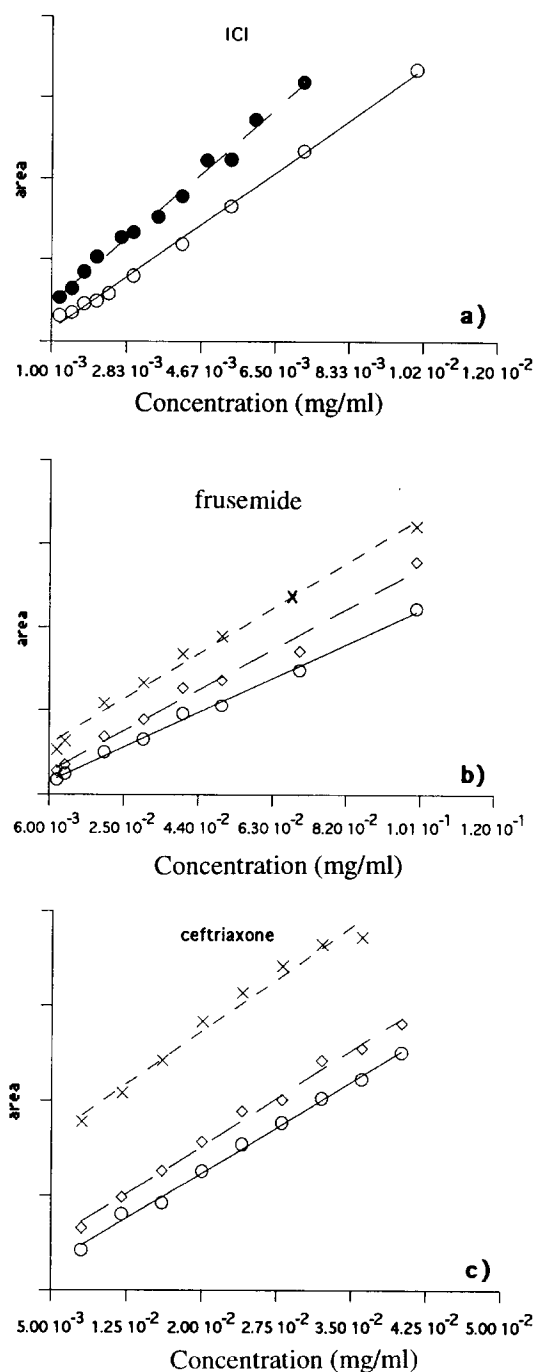 ICI
area
a)
1.00 10-3 2.83 10-3 4.67 10-3 6.50 10-3 8.33 10-3 1.02 10-2 1.20 10-2
Concentration (mg/ml)
frusemide
area
b)
6.00 10-3 2.50 10-2 4.40 10-2 6.30 10-2 8.20 10-2 1.01 10-1 1.20 10-1
Concentration (mg/ml)
ceftriaxone
area
c)
5.00 10-3 1.25 10-2 2.00 10-2 2.75 10-2 3.50 10-2 4.25 10-2 5.00 10-2
Concentration (mg/ml)